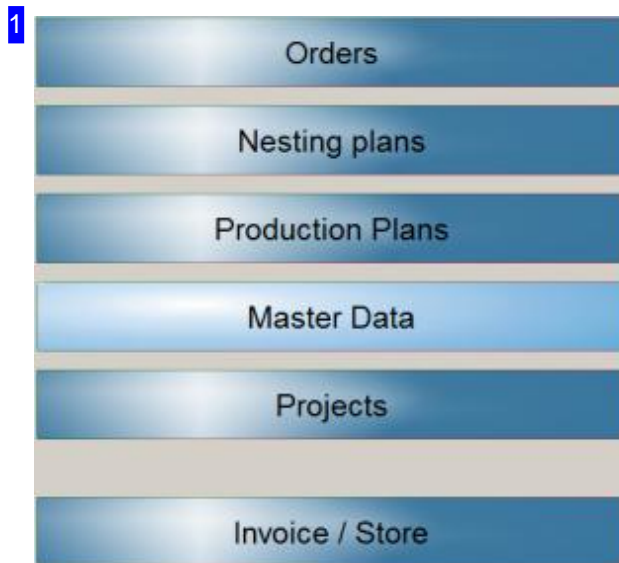 1
Orders
Nesting plans
Production Plans
Master Data
Projects
Invoice / Store